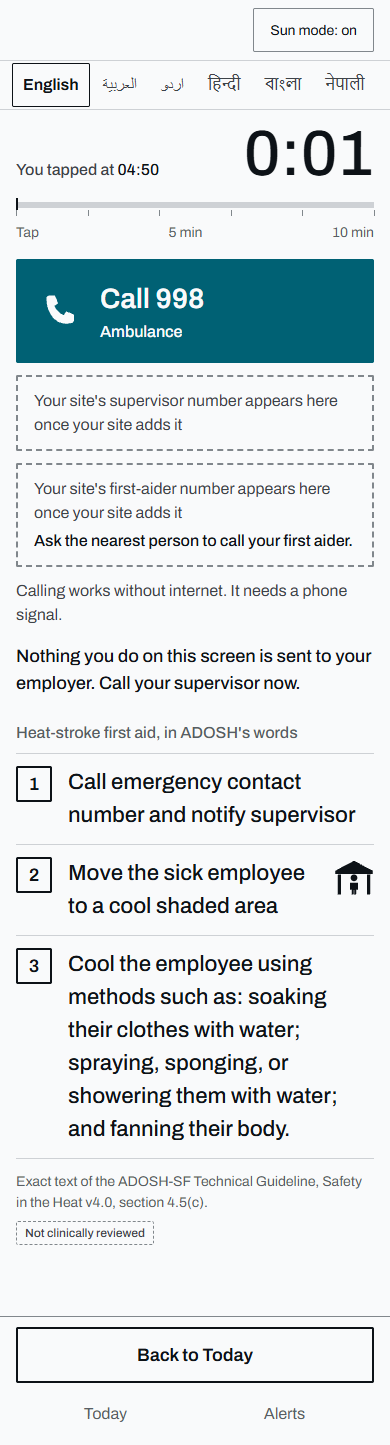 Sun mode: on
English
العربية
اردو
हिन्दी
বাংলা
नेपाली
You tapped at 04:50
0:01
Tap
5 min
10 min
Call 998
Ambulance
Your site's supervisor number appears here
once your site adds it
Your site's first-aider number appears here
once your site adds it
Ask the nearest person to call your first aider.
Calling works without internet. It needs a phone
signal.
Nothing you do on this screen is sent to your
employer. Call your supervisor now.
Heat-stroke first aid, in ADOSH's words
1
Call emergency contact
number and notify supervisor
2
Move the sick employee
to a cool shaded area
3
Cool the employee using
methods such as: soaking
their clothes with water;
spraying, sponging, or
showering them with water;
and fanning their body.
Exact text of the ADOSH-SF Technical Guideline, Safety
in the Heat v4.0, section 4.5(c).
Not clinically reviewed
Back to Today
Today
Alerts